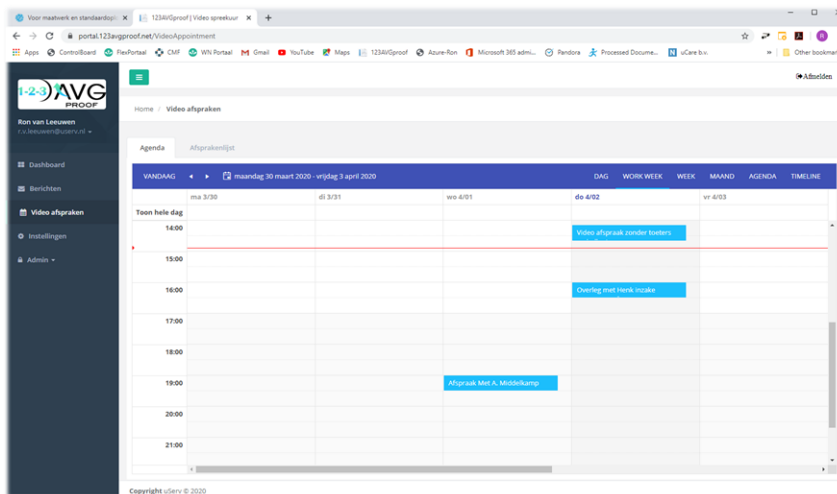 Voor maatwerk en standaardopl
123AVGproof | Video spreekuur
portal.123avgproof.net/VideoAppointment
Apps ControlBoard FlexPortaal CMF WN Portaal Gmail YouTube Maps 123AVGproof Azure-Ron Microsoft 365 admi... Pandora Processed Docume... uCare b.v. » Other bookmar
1-2-3 AVG
PROOF
Afmelden
Ron van Leeuwen
r.v.leeuwen@userv.nl
Home / Video afspraken
Agenda Afsprakenlijst
Dashboard
Berichten
Video afspraken
Instellingen
Admin
VANDAAG maandag 30 maart 2020 - vrijdag 3 april 2020 DAG WORK WEEK WEEK MAAND AGENDA TIMELINE
ma 3/30 di 3/31 wo 4/01 do 4/02 vr 4/03
Toon hele dag
14:00
Video afspraak zonder toeters
15:00
16:00
Overleg met Henk inzake
17:00
18:00
19:00
Afspraak Met A. Middelkamp
20:00
21:00
Copyright uServ © 2020